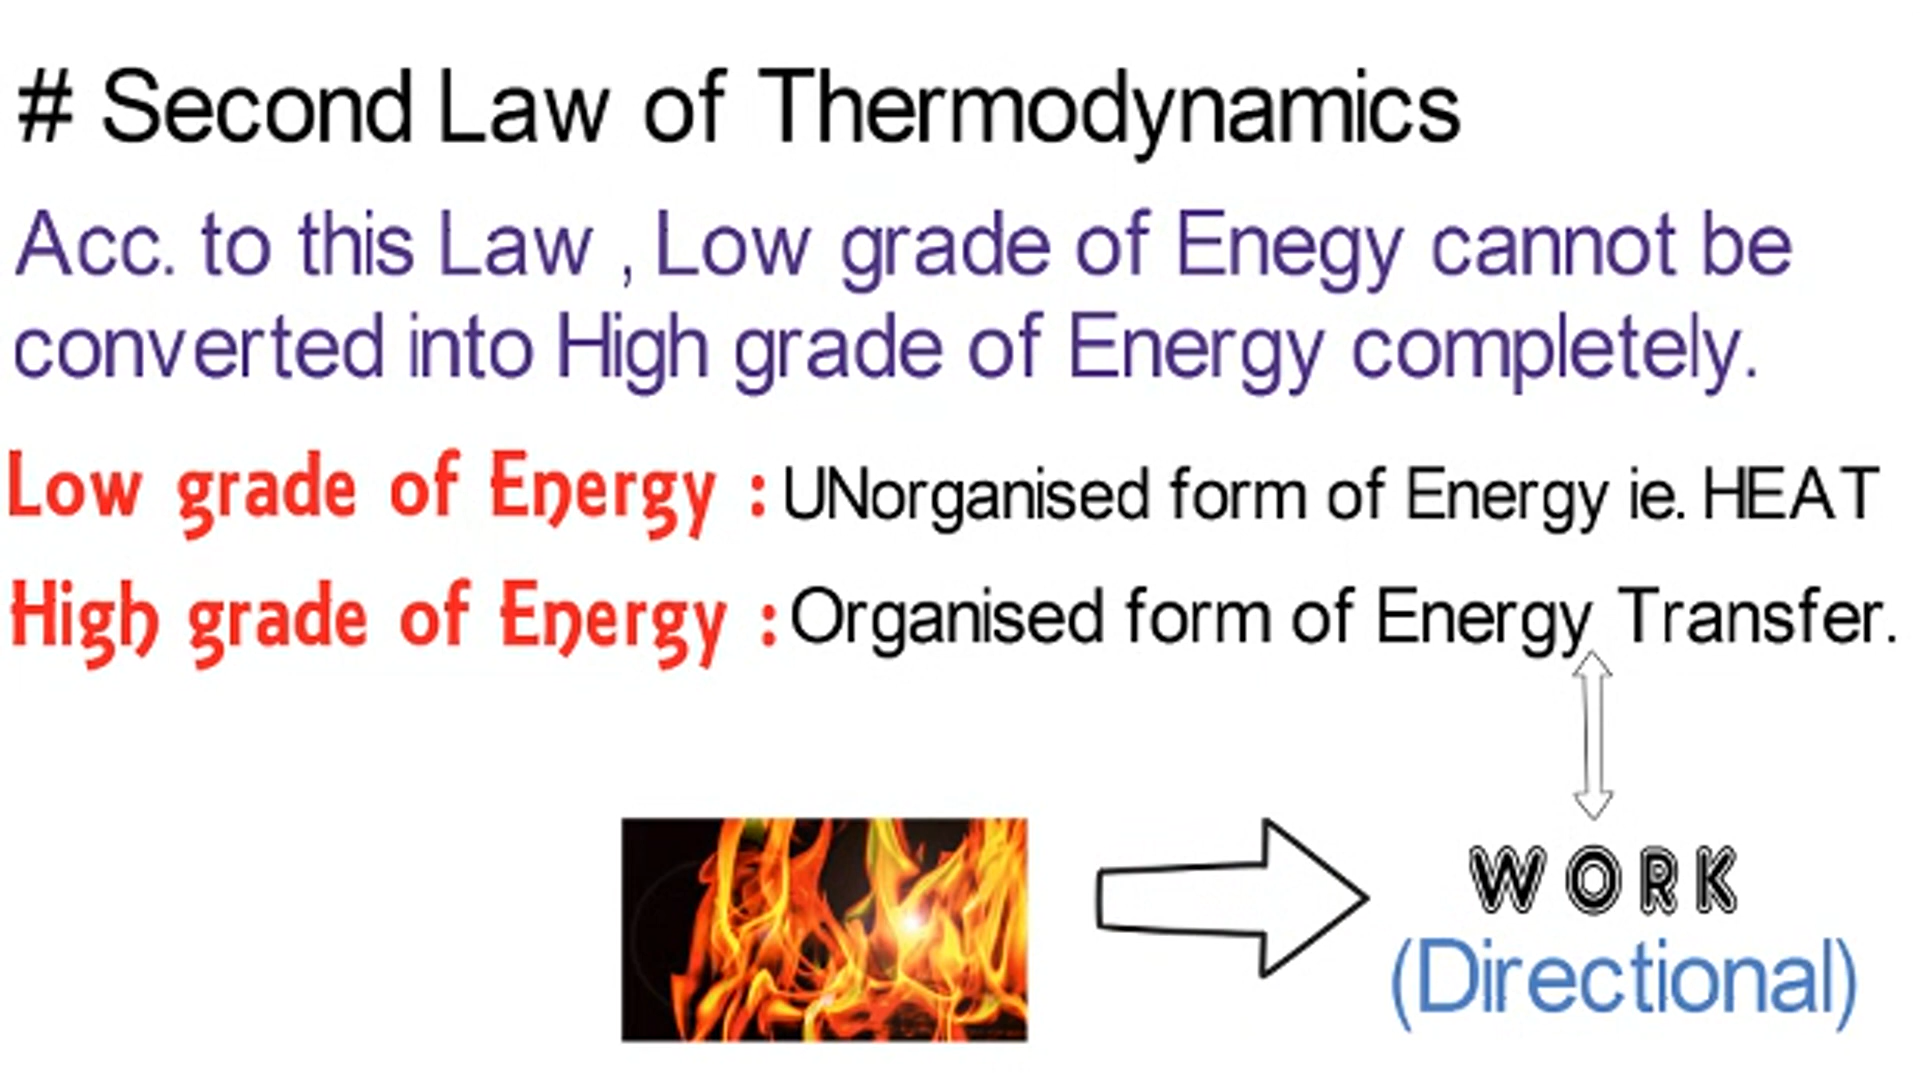 # Second Law of Thermodynamics
Acc. to this Law , Low grade of Enegy cannot be
converted into High grade of Energy completely.
Low grade of Energy : UNorganised form of Energy ie. HEAT
High grade of Energy : Organised form of Energy Transfer.
WORK
(Directional)